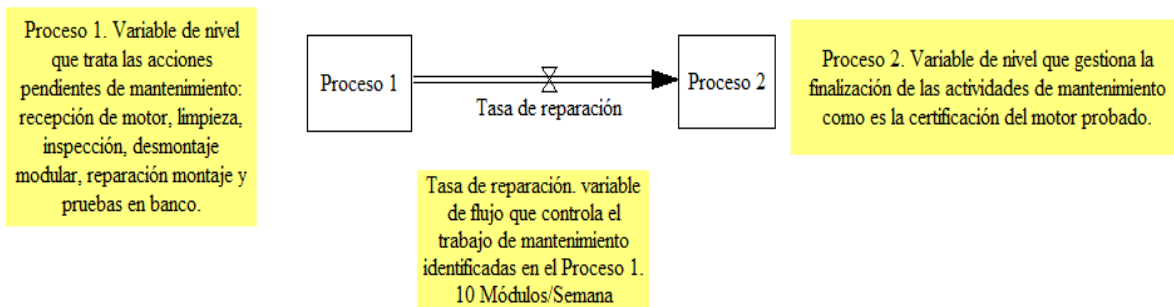 Proceso 1. Variable de nivel
que trata las acciones
pendientes de mantenimiento:
recepción de motor, limpieza,
inspección, desmontaje
modular, reparación montaje y
pruebas en banco.
Proceso 1
Tasa de reparación
Proceso 2
Proceso 2. Variable de nivel que gestiona la
finalización de las actividades de mantenimiento
como es la certificación del motor probado.
Tasa de reparación. variable
de flujo que controla el
trabajo de mantenimiento
identificadas en el Proceso 1.
10 Módulos/Semana